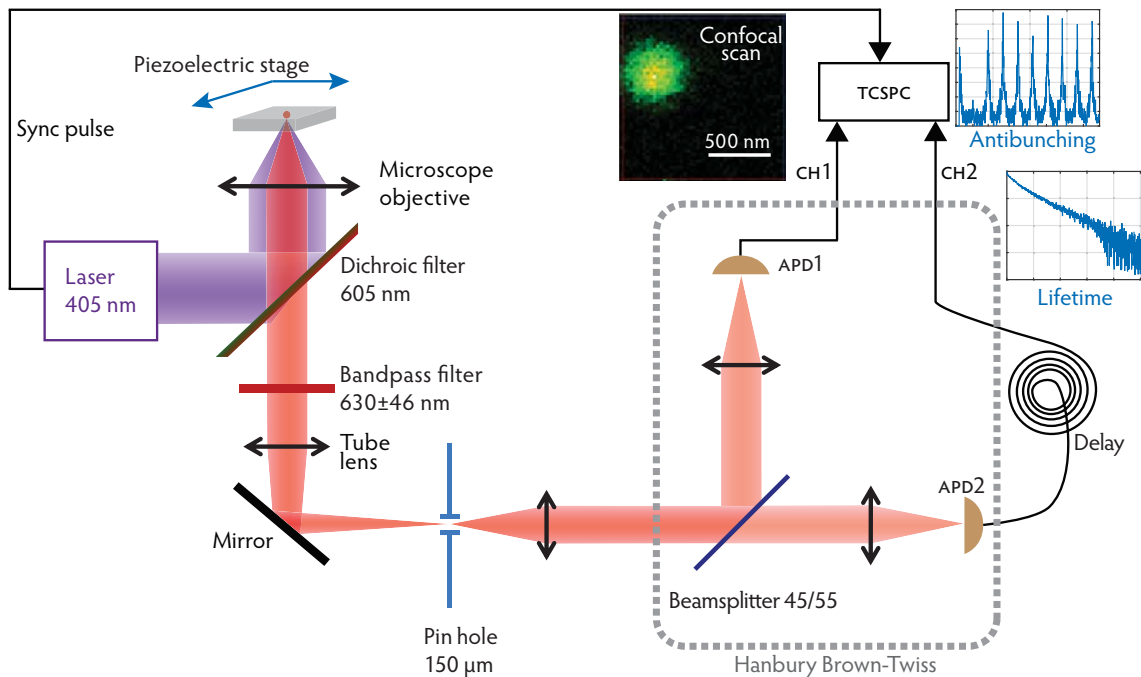 Piezoelectric stage
Sync pulse
Confocal
scan
500 nm
TCSPC
Antibunching
CH1
CH2
Microscope
objective
Laser
405 nm
Dichroic filter
605 nm
APD1
Lifetime
Bandpass filter
630±46 nm
Tube
lens
Delay
APD2
Mirror
Beamsplitter 45/55
Pin hole
150 µm
Hanbury Brown-Twiss